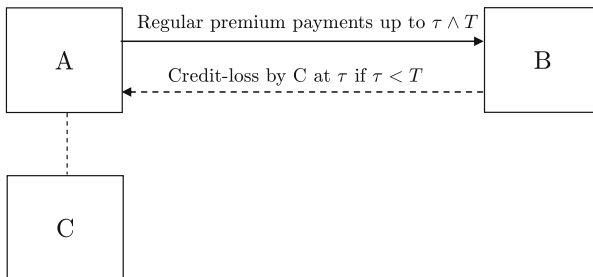 Regular premium payments up to τ ∧ T
A
B
Credit-loss by C at τ if τ < T
C